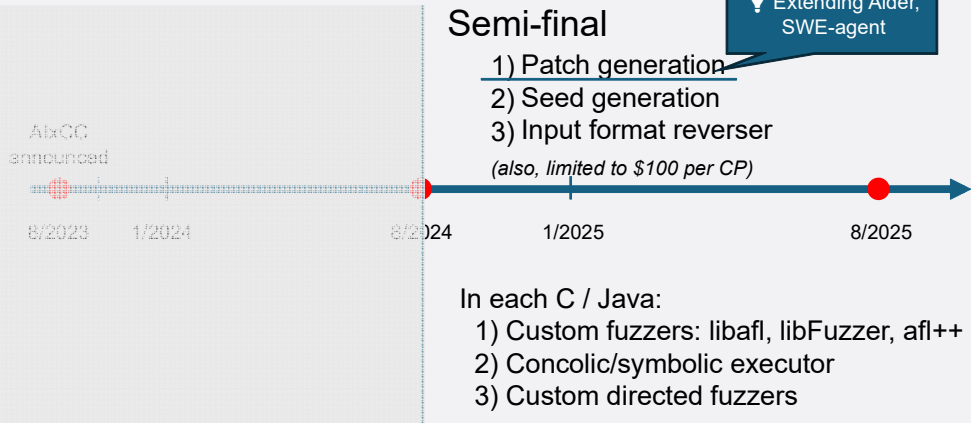 Extending Aider,
SWE-agent
Semi-final
1) Patch generation
2) Seed generation
3) Input format reverser
(also, limited to $100 per CP)
AIxCC
announced
8/2023
1/2024
8/2024
1/2025
8/2025
In each C / Java:
1) Custom fuzzers: libafl, libFuzzer, afl++
2) Concolic/symbolic executor
3) Custom directed fuzzers